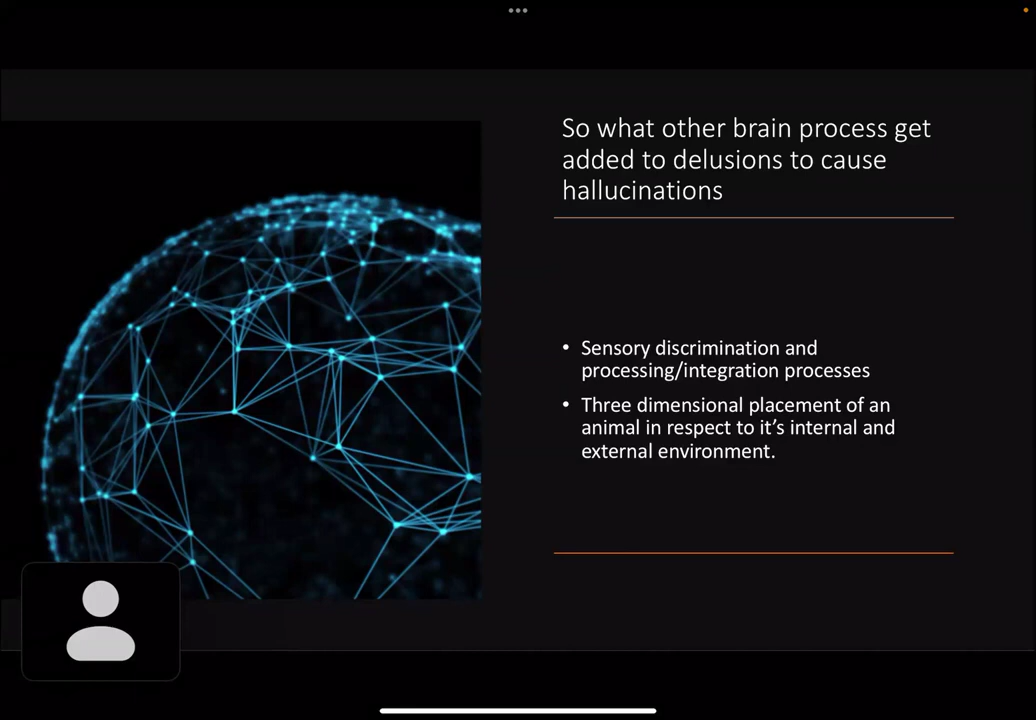 So what other brain process get
added to delusions to cause
hallucinations
• Sensory discrimination and
processing/integration processes
• Three dimensional placement of an
animal in respect to it’s internal and
external environment.